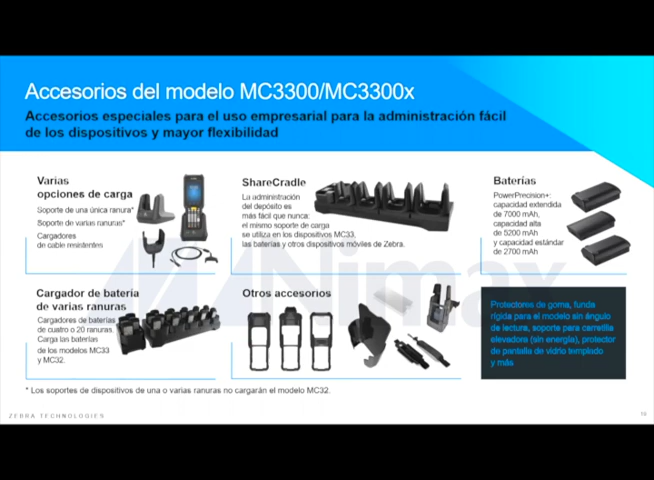 Accesorios del modelo MC3300/MC3300x
Accesorios especiales para el uso empresarial para la administración fácil
de los dispositivos y mayor flexibilidad
Varias
opciones de carga
Soporte de una única ranura*
Soporte de varias ranuras*
Cargadores
de cable resistentes
ShareCradle
La administración
del depósito es
más fácil que nunca:
el mismo soporte de carga
se utiliza en los dispositivos MC33,
las baterías y otros dispositivos móviles de Zebra.
Baterías
PowerPrecision+:
capacidad extendida
de 7000 mAh,
capacidad alta
de 5200 mAh
y capacidad estándar
de 2700 mAh
Cargador de batería
de varias ranuras
Cargadores de baterías
de cuatro o 20 ranuras
Carga las baterías
de los modelos MC33
y MC32.
Otros accesorios
Protectores de goma, funda
rígida para el modelo sin ángulo
de lectura, soporte para carretilla
elevadora (sin energía), protector
de pantalla de vidrio templado
y más
* Los soportes de dispositivos de una o varias ranuras no cargarán el modelo MC32.
ZEBRA TECHNOLOGIES
Nimax